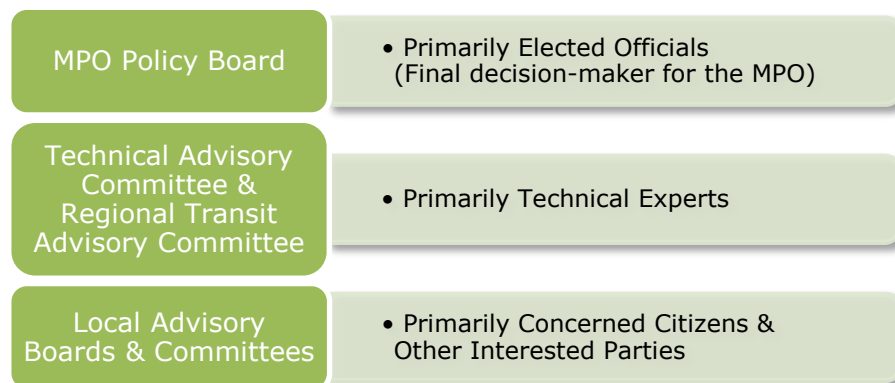 MPO Policy Board
• Primarily Elected Officials
(Final decision-maker for the MPO)
Technical Advisory
Committee &
Regional Transit
Advisory Committee
• Primarily Technical Experts
Local Advisory
Boards & Committees
• Primarily Concerned Citizens &
Other Interested Parties